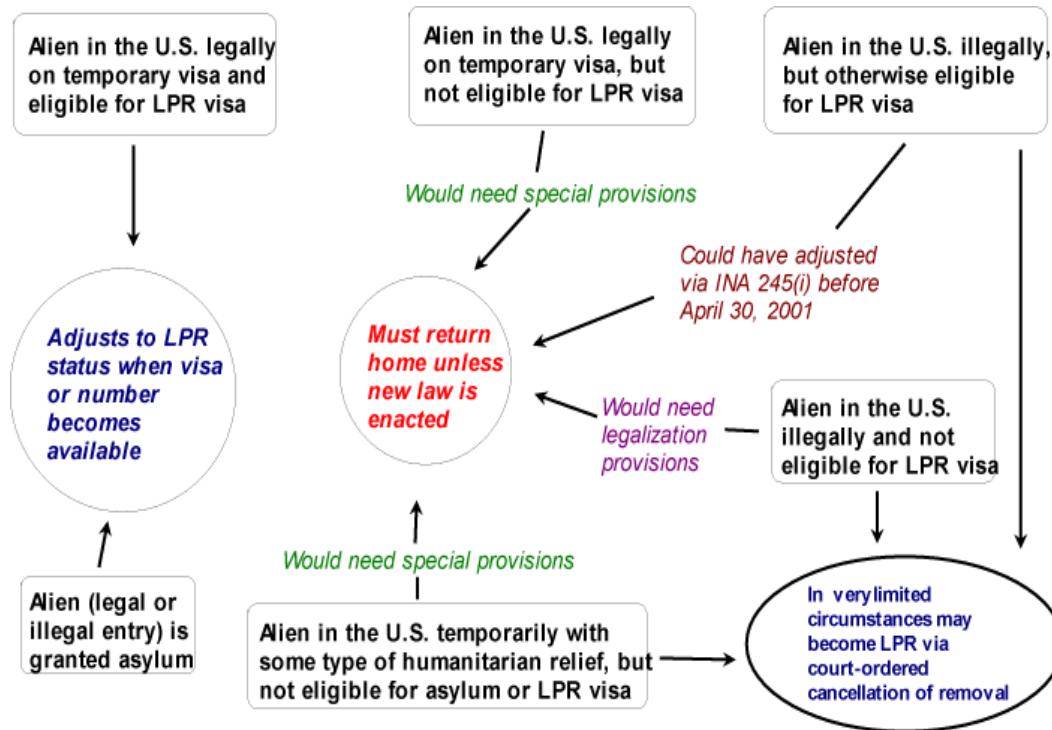 Alien in the U.S. legally
on temporary visa and
eligible for LPR visa
Alien in the U.S. legally
on temporary visa, but
not eligible for LPR visa
Alien in the U.S. illegally,
but otherwise eligible
for LPR visa
Would need special provisions
Could have adjusted
via INA 245(i) before
April 30, 2001
Adjusts to LPR
status when visa
or number
becomes
available
Must return
home unless
new law is
enacted
Would need
legalization
provisions
Alien in the U.S.
illegally and not
eligible for LPR visa
Would need special provisions
Alien (legal or
illegal entry) is
granted asylum
Alien in the U.S. temporarily with
some type of humanitarian relief, but
not eligible for asylum or LPR visa
In very limited
circumstances may
become LPR via
court-ordered
cancellation of removal